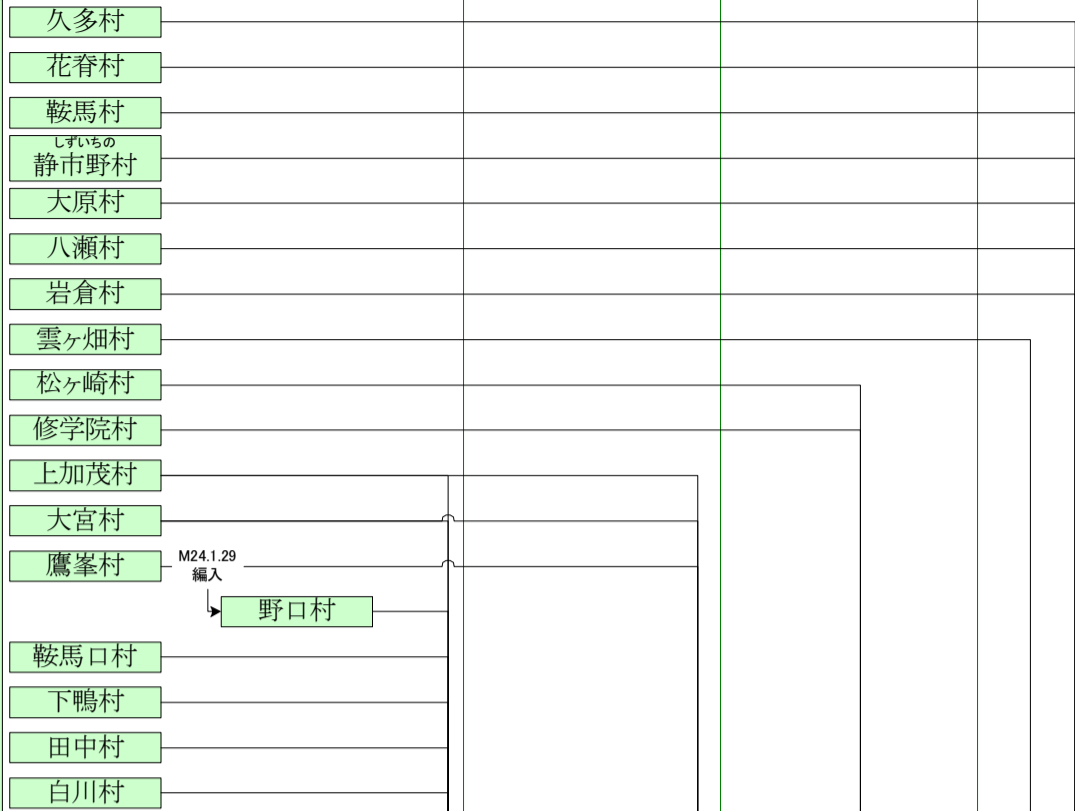 久多村
花脊村
鞍馬村
しずいちの
静市野村
大原村
八瀬村
岩倉村
雲ヶ畑村
松ヶ崎村
修学院村
上加茂村
大宮村
鷹峯村
M24.1.29
編入
野口村
鞍馬口村
下鴨村
田中村
白川村